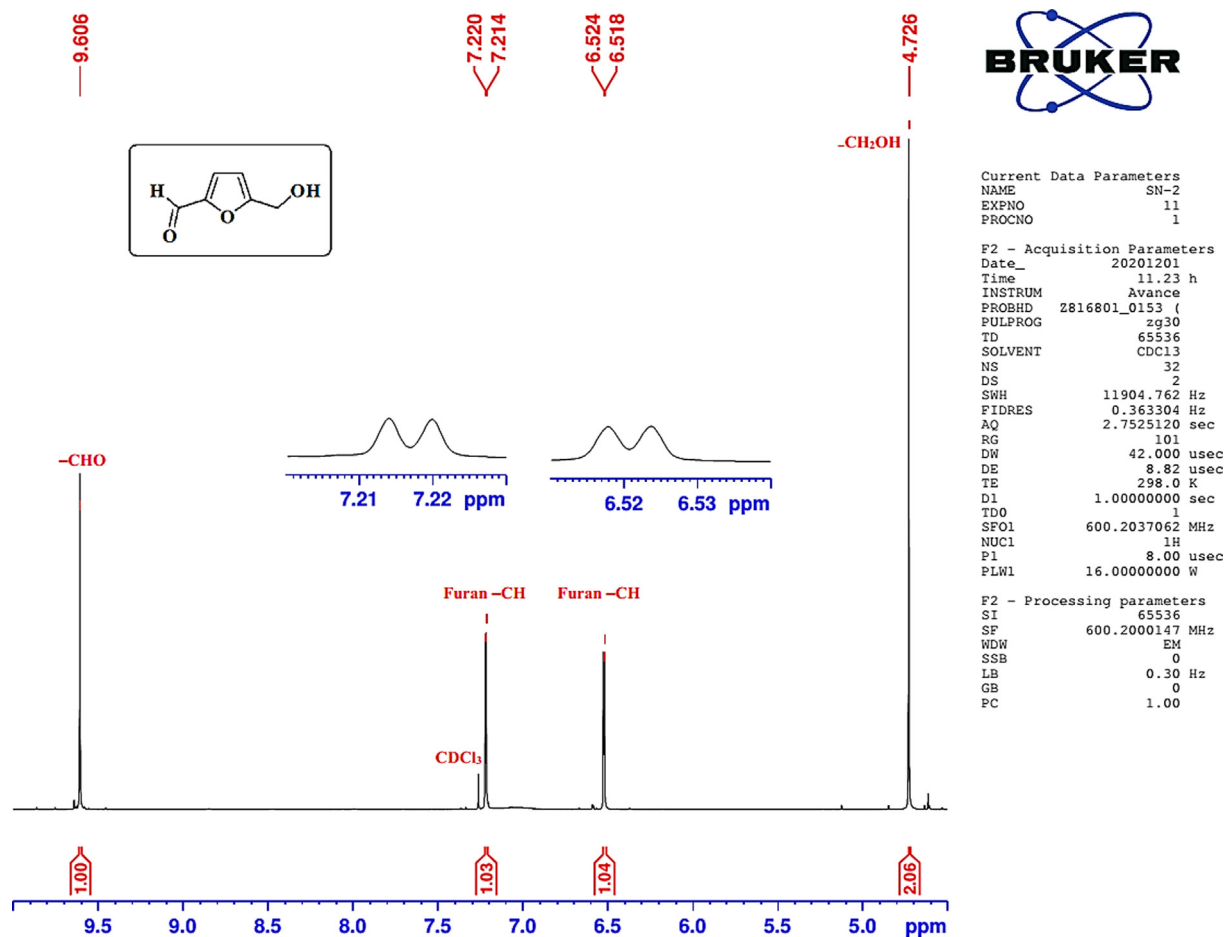 9.606
7.220
7.214
6.524
6.518
4.726
BRUKER
–CH₂OH
H
O
O
OH
Current Data Parameters
NAME SN-2
EXPNO 11
PROCNO 1
F2 - Acquisition Parameters
Date_ 20201201
Time 11.23 h
INSTRUM Avance
PROBHD Z816801_0153 (
PULPROG zg30
TD 65536
SOLVENT CDCl3
NS 32
DS 2
SWH 11904.762 Hz
FIDRES 0.363304 Hz
AQ 2.7525120 sec
RG 101
DW 42.000 usec
DE 8.82 usec
TE 298.0 K
D1 1.00000000 sec
TD0 1
SFO1 600.2037062 MHz
NUC1 1H
P1 8.00 usec
PLW1 16.00000000 W
F2 - Processing parameters
SI 65536
SF 600.2000147 MHz
WDW EM
SSB 0
LB 0.30 Hz
GB 0
PC 1.00
–CHO
7.21 7.22 ppm
6.52 6.53 ppm
Furan –CH
Furan –CH
CDCl₃
1.00
1.03
1.04
2.06
9.5 9.0 8.5 8.0 7.5 7.0 6.5 6.0 5.5 5.0 ppm